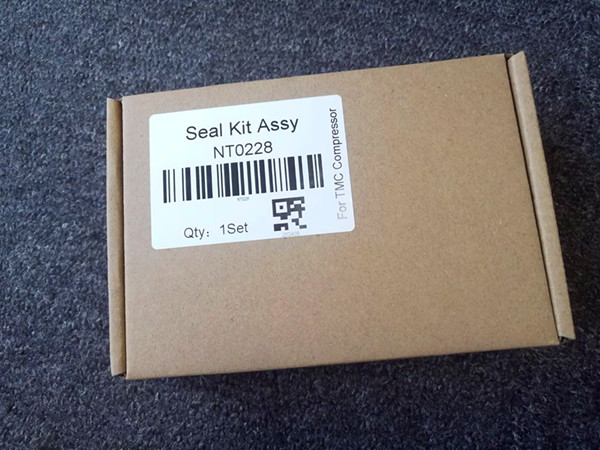 Seal Kit Assy
NT0228
Qty: 1Set
For TMC Compressor